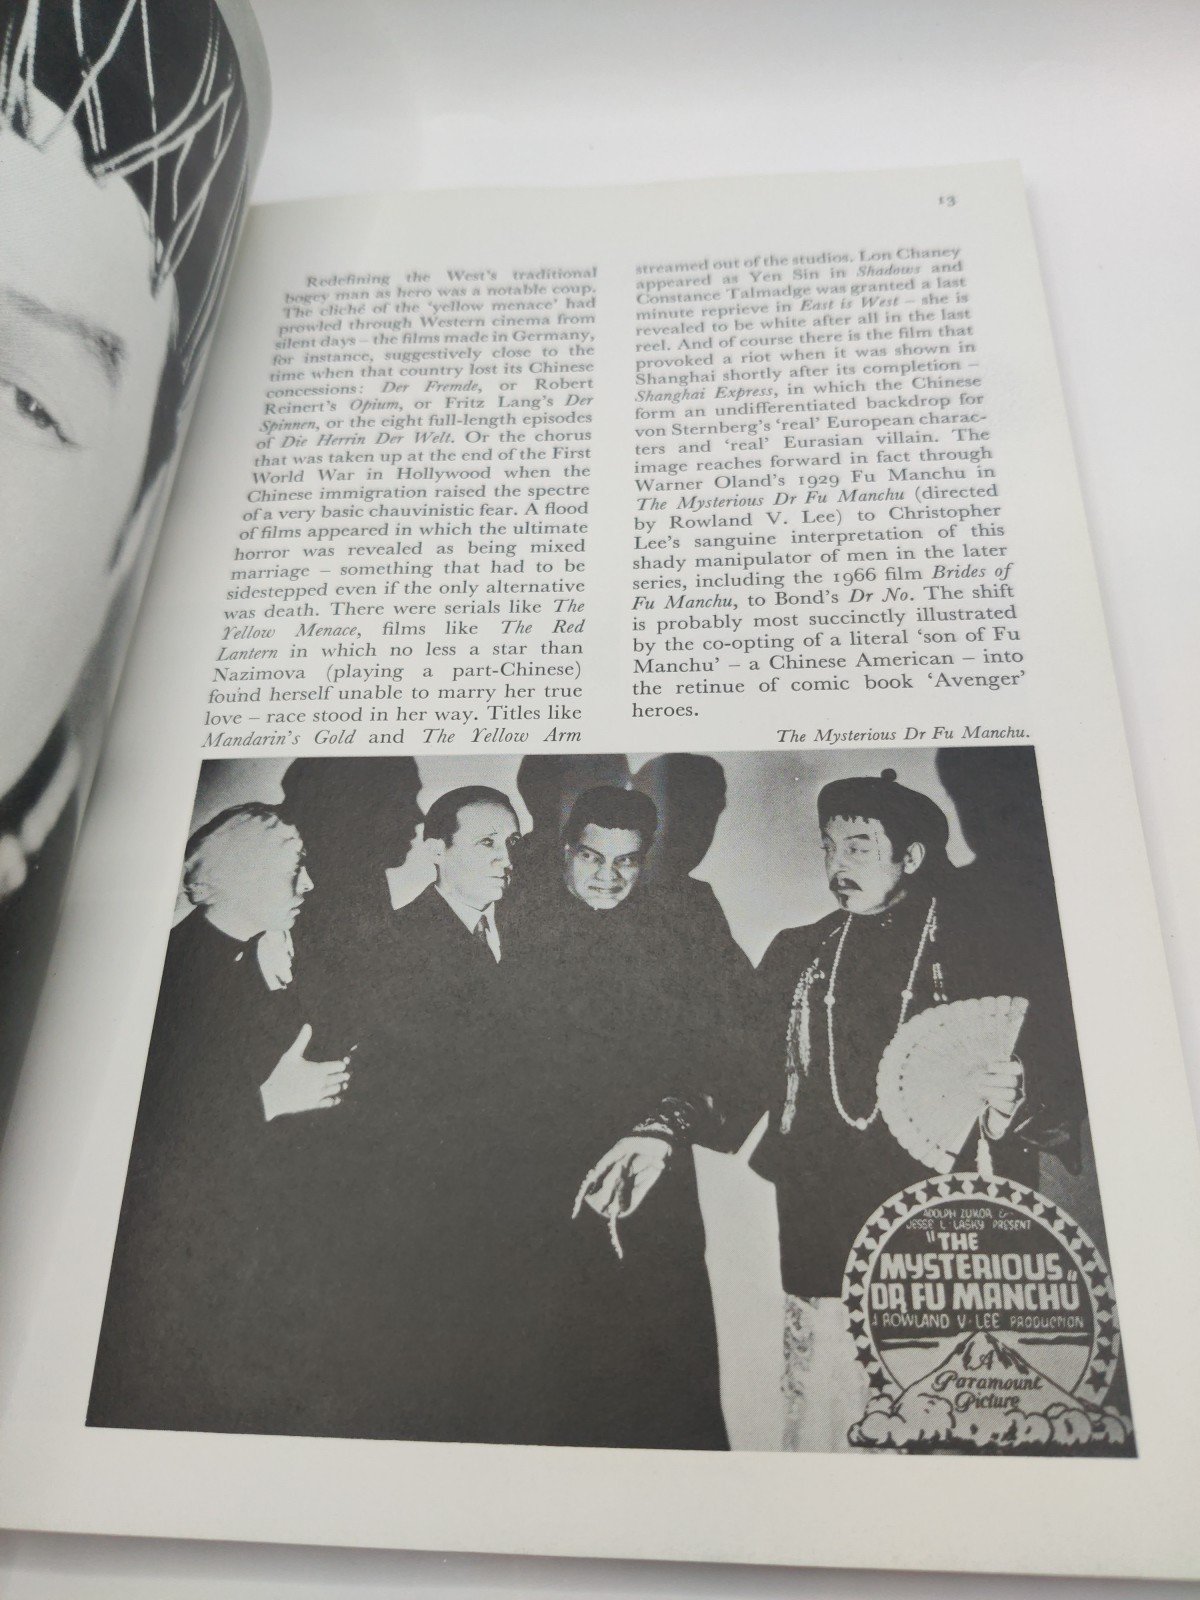 13
Redefining the West's traditional
bogey man as hero was a notable coup.
The cliché of the 'yellow menace' had
prowled through Western cinema from
silent days – the films made in Germany,
for instance, suggestively close to the
time when that country lost its Chinese
concessions: Der Fremde, or Robert
Reinert's Opium, or Fritz Lang's Der
Spinnen, or the eight full-length episodes
of Die Herrin Der Welt. Or the chorus
that was taken up at the end of the First
World War in Hollywood when the
Chinese immigration raised the spectre
of a very basic chauvinistic fear. A flood
of films appeared in which the ultimate
horror was revealed as being mixed
marriage – something that had to be
sidestepped even if the only alternative
was death. There were serials like The
Yellow Menace, films like The Red
Lantern in which no less a star than
Nazimova (playing a part-Chinese)
found herself unable to marry her true
love – race stood in her way. Titles like
Mandarin's Gold and The Yellow Arm
streamed out of the studios. Lon Chaney
appeared as Yen Sin in Shadows and
Constance Talmadge was granted a last
minute reprieve in East is West – she is
revealed to be white after all in the last
reel. And of course there is the film that
provoked a riot when it was shown in
Shanghai shortly after its completion –
Shanghai Express, in which the Chinese
form an undifferentiated backdrop for
von Sternberg's 'real' European charac-
ters and 'real' Eurasian villain. The
image reaches forward in fact through
Warner Oland's 1929 Fu Manchu in
The Mysterious Dr Fu Manchu (directed
by Rowland V. Lee) to Christopher
Lee's sanguine interpretation of this
shady manipulator of men in the later
series, including the 1966 film Brides of
Fu Manchu, to Bond's Dr No. The shift
is probably most succinctly illustrated
by the co-opting of a literal 'son of Fu
Manchu' – a Chinese American – into
the retinue of comic book 'Avenger'
heroes.
The Mysterious Dr Fu Manchu.
ADOLPH ZUKOR &
JESSE L. LASKY PRESENT
"THE
MYSTERIOUS
DR FU MANCHU"
A ROWLAND V. LEE PRODUCTION
A
Paramount
Picture